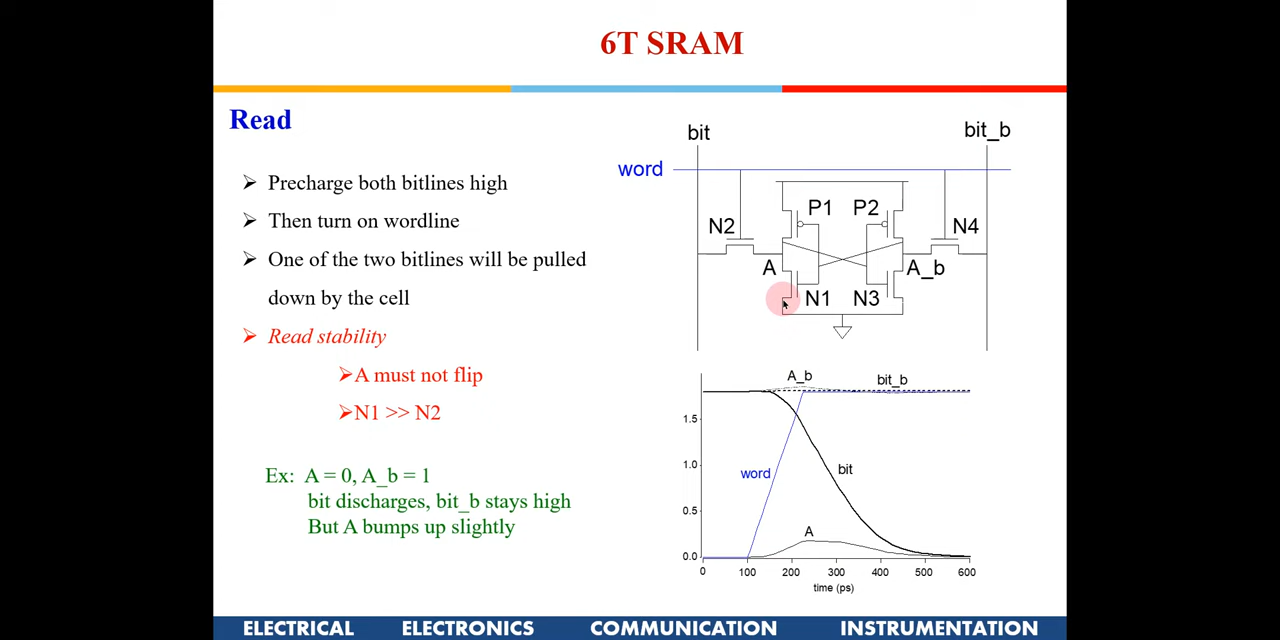 6T SRAM
Read
➢ Precharge both bitlines high
➢ Then turn on wordline
➢ One of the two bitlines will be pulled
down by the cell
➢ Read stability
➢A must not flip
➢N1 >> N2
Ex: A = 0, A_b = 1
bit discharges, bit_b stays high
But A bumps up slightly
bit
bit_b
word
P1
P2
N2
N4
A
A_b
N1
N3
A_b
bit_b
1.5
1.0
word
bit
0.5
A
0.0
0
100
200
300
400
500
600
time (ps)
ELECTRICAL ELECTRONICS COMMUNICATION INSTRUMENTATION